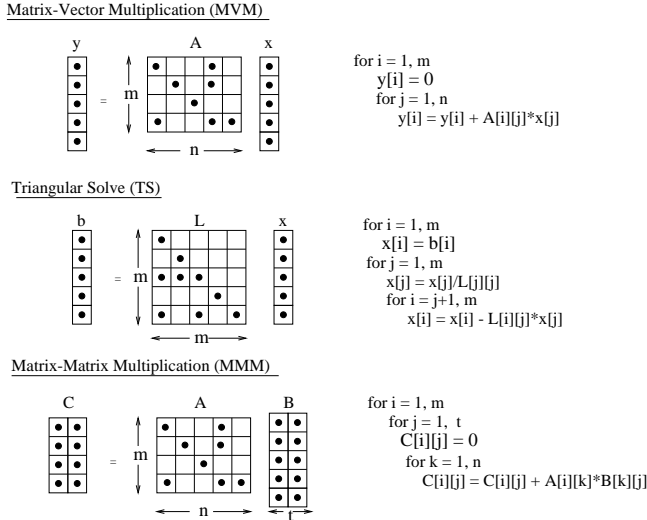 Matrix-Vector Multiplication (MVM)
y A x
m
=
n
for i = 1, m
y[i] = 0
for j = 1, n
y[i] = y[i] + A[i][j]*x[j]
Triangular Solve (TS)
b L x
= m
m
for i = 1, m
x[i] = b[i]
for j = 1, m
x[j] = x[j]/L[j][j]
for i = j+1, m
x[i] = x[i] - L[i][j]*x[j]
Matrix-Matrix Multiplication (MMM)
C A B
= m
n t
for i = 1, m
for j = 1, t
C[i][j] = 0
for k = 1, n
C[i][j] = C[i][j] + A[i][k]*B[k][j]